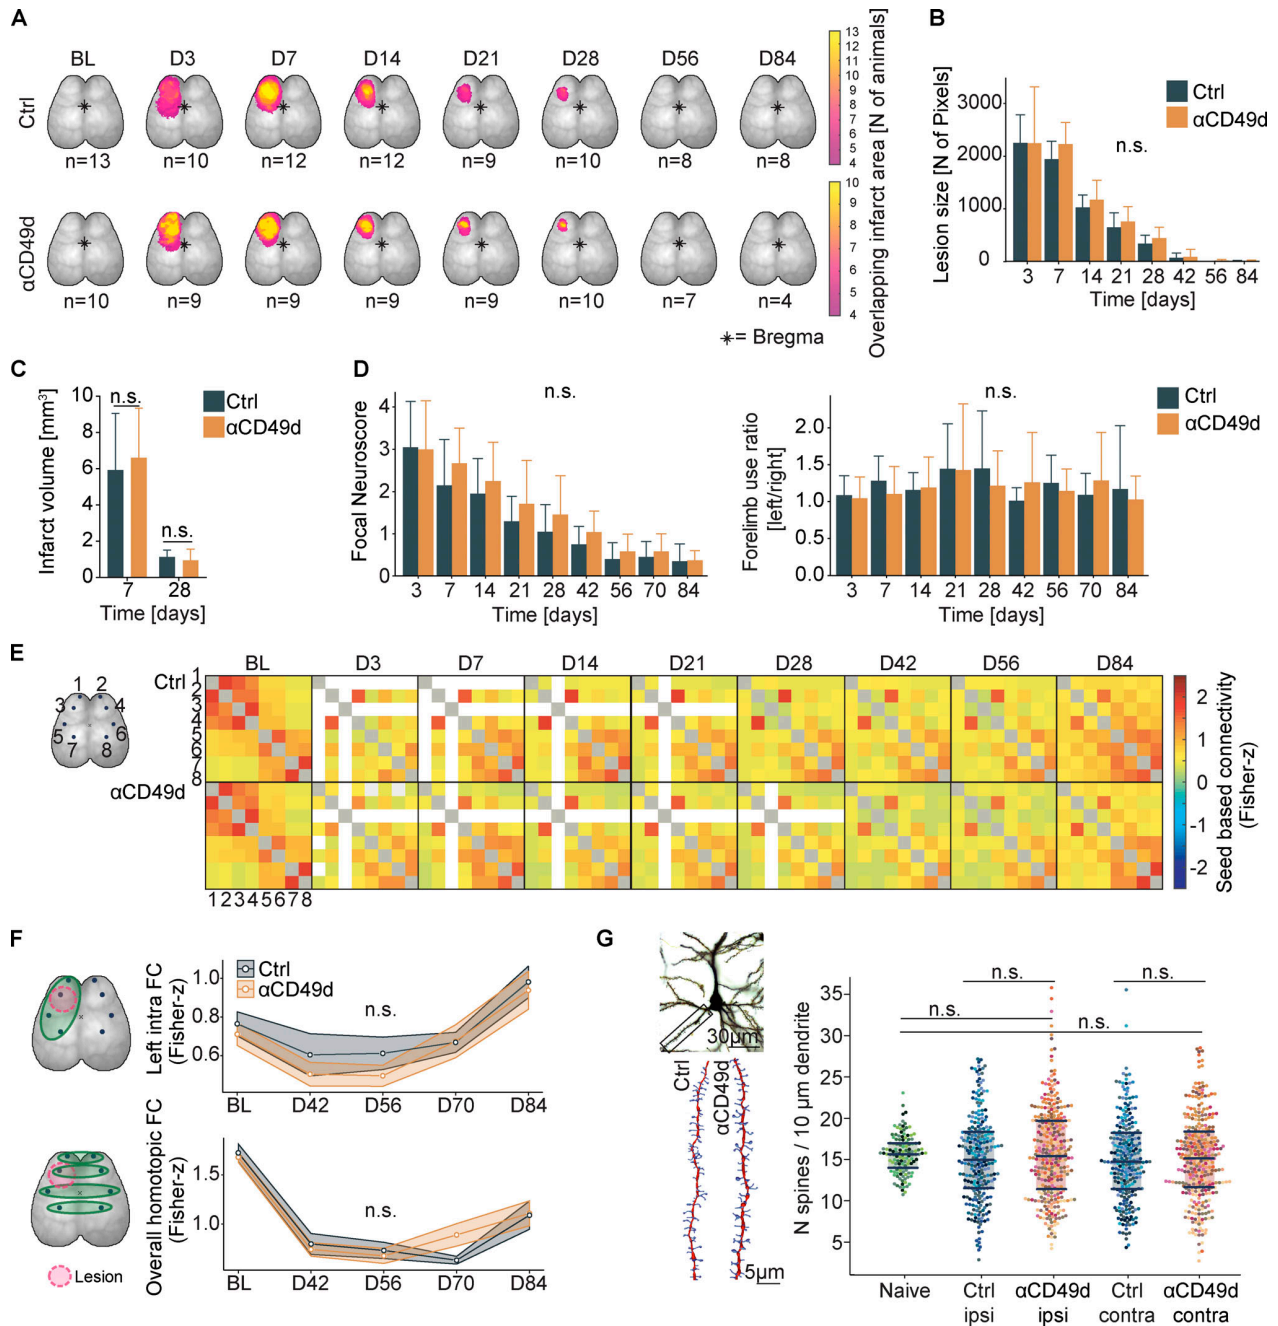 A
BL D3 D7 D14 D21 D28 D56 D84
Ctrl
n=13 n=10 n=12 n=12 n=9 n=10 n=8 n=8
αCD49d
n=10 n=9 n=9 n=9 n=9 n=10 n=7 n=4
✳= Bregma
13
12
11
10
9
8
7
6
5
4
10
9
8
7
6
5
4
Overlapping infarct area [N of animals]
B
Lesion size [N of Pixels]
3000
2000
1000
0
Ctrl
αCD49d
n.s.
3 7 14 21 28 42 56 84
Time [days]
C
Infarct volume [mm³]
10
8
6
4
2
0
n.s.
n.s.
Ctrl
αCD49d
7 28
Time [days]
D
Focal Neuroscore
4
3
2
1
0
n.s.
3 7 14 21 28 42 56 70 84
Time [days]
Forelimb use ratio
[left/right]
2.0
1.5
1.0
0.5
0.0
n.s.
Ctrl
αCD49d
3 7 14 21 28 42 56 70 84
Time [days]
E
1 2
3 4
5 6
7 8
BL D3 D7 D14 D21 D28 D42 D56 D84
Ctrl
1
2
3
4
5
6
7
8
αCD49d
12345678
2
1
0
-1
-2
Seed based connectivity
(Fisher-z)
F
Left intra FC
(Fisher-z)
1.0
0.8
0.6
Ctrl
αCD49d
n.s.
BL D42 D56 D70 D84
Overall homotopic FC
(Fisher-z)
1.5
1.0
n.s.
BL D42 D56 D70 D84
Lesion
G
30µm
Ctrl
αCD49d
5µm
N spines / 10 µm dendrite
35
30
25
20
15
10
5
n.s. n.s.
n.s.
n.s.
Naive
Ctrl
ipsi
αCD49d
ipsi
Ctrl
contra
αCD49d
contra